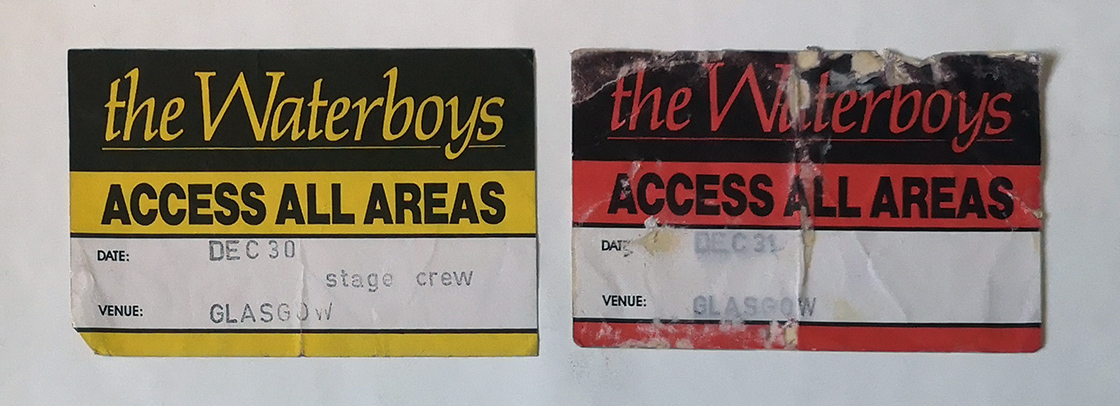 the Waterboys
ACCESS ALL AREAS
DATE: DEC 30
stage crew
VENUE: GLASGOW
the Waterboys
ACCESS ALL AREAS
DATE: DEC 31
VENUE: GLASGOW